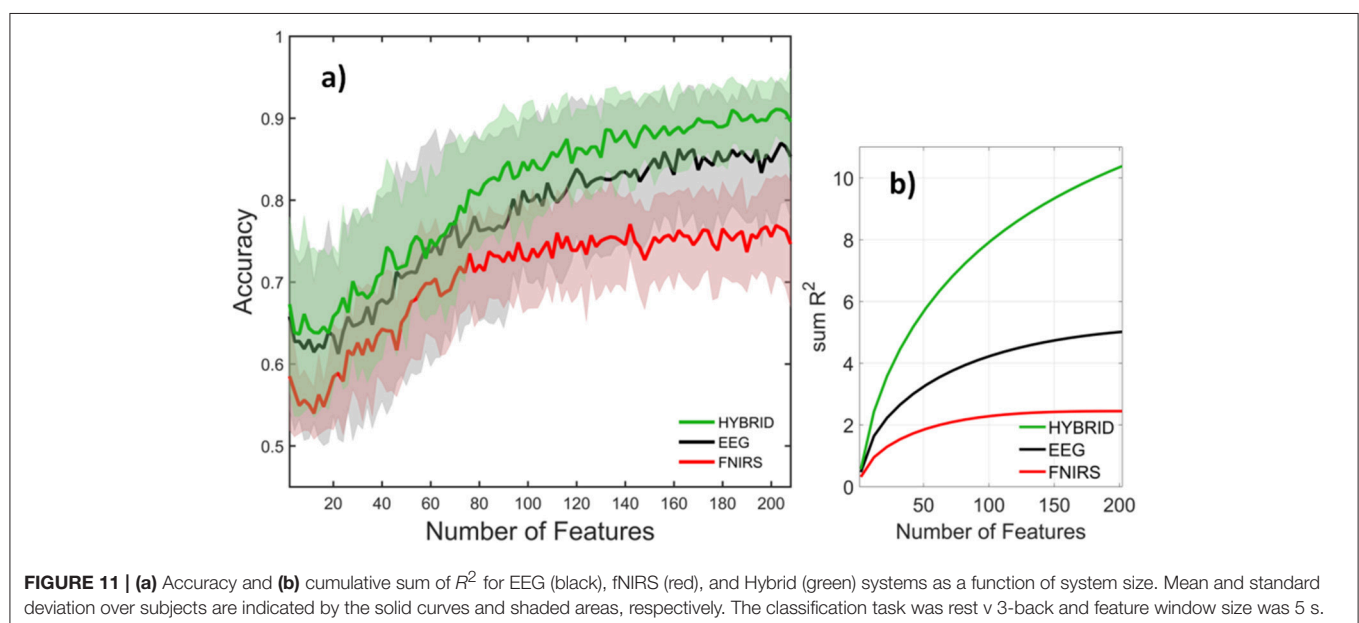 a)
1
0.9
0.8
0.7
0.6
0.5
Accuracy
20 40 60 80 100 120 140 160 180 200
Number of Features
HYBRID
EEG
FNIRS
b)
10
8
6
4
2
0
sum R²
50 100 150 200
Number of Features
HYBRID
EEG
FNIRS
FIGURE 11 | (a) Accuracy and (b) cumulative sum of R² for EEG (black), fNIRS (red), and Hybrid (green) systems as a function of system size. Mean and standard
deviation over subjects are indicated by the solid curves and shaded areas, respectively. The classification task was rest v 3-back and feature window size was 5 s.